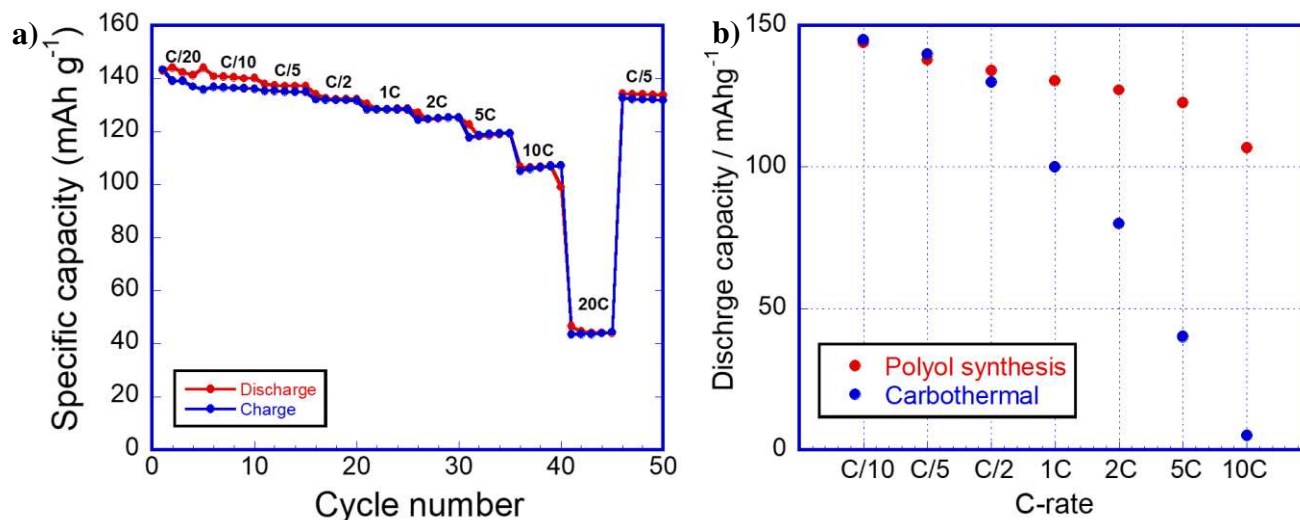 a)
Specific capacity (mAh g-1)
160
140
120
100
80
60
40
20
0
C/20
C/10
C/5
C/2
1C
2C
5C
10C
20C
C/5
Discharge
Charge
0 10 20 30 40 50
Cycle number
b)
Dischrge capacity / mAhg-1
150
100
50
0
Polyol synthesis
Carbothermal
C/10 C/5 C/2 1C 2C 5C 10C
C-rate